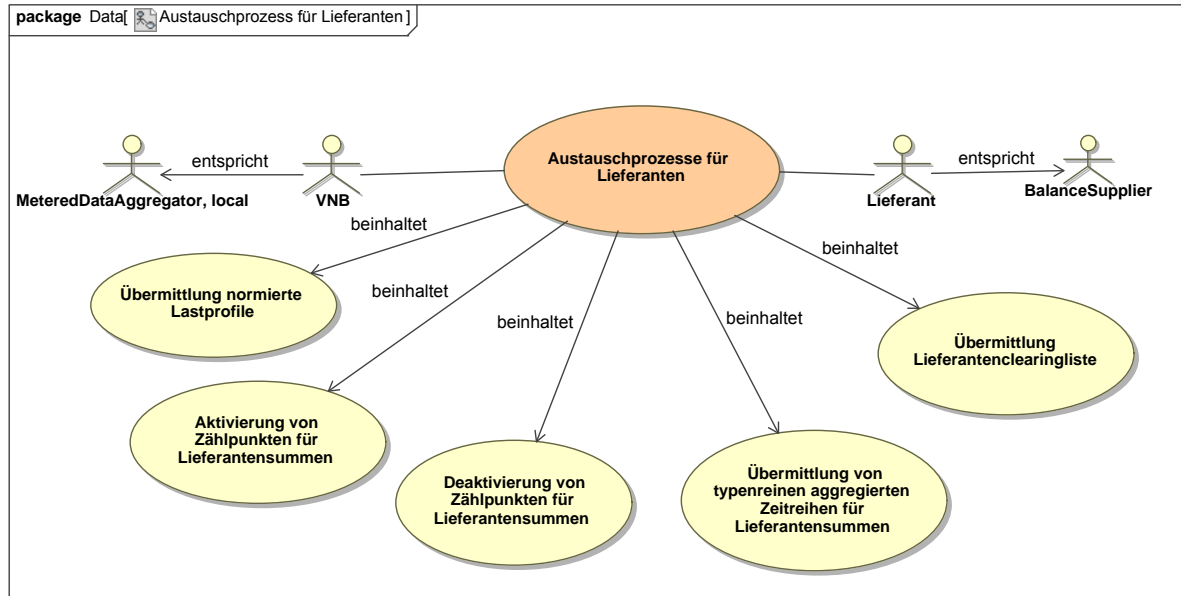 package Data[ Austauschprozess für Lieferanten ]
Austauschprozesse für
Lieferanten
entspricht
entspricht
MeteredDataAggregator, local
VNB
Lieferant
BalanceSupplier
beinhaltet
beinhaltet
beinhaltet
beinhaltet
beinhaltet
Übermittlung normierte
Lastprofile
Übermittlung
Lieferantenclearingliste
Aktivierung von
Zählpunkten für
Lieferantensummen
Deaktivierung von
Zählpunkten für
Lieferantensummen
Übermittlung von
typenreinen aggregierten
Zeitreihen für
Lieferantensummen